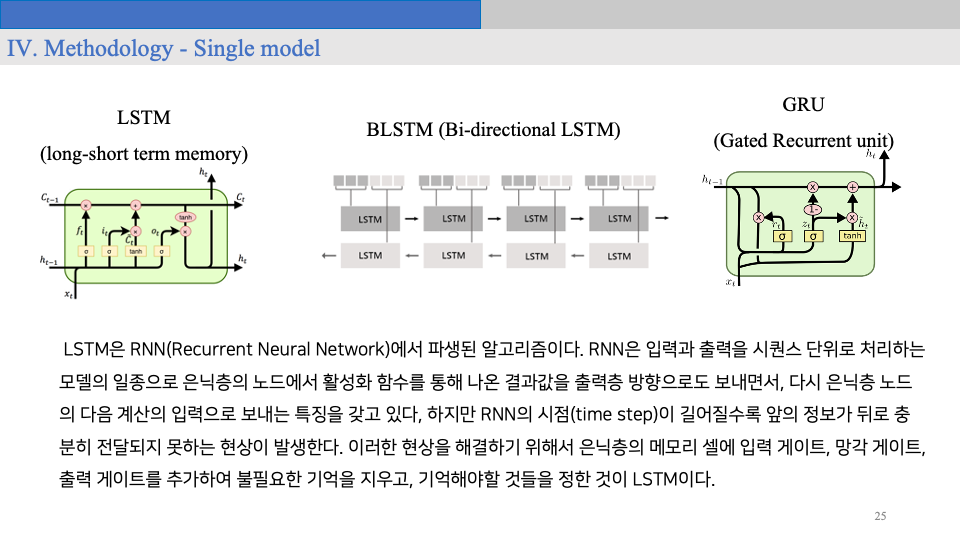 IV. Methodology - Single model
LSTM
(long-short term memory)
BLSTM (Bi-directional LSTM)
GRU
(Gated Recurrent unit)
h_t
C_{t-1}
C_t
×
+
tanh
f_t
i_t
o_t
×
×
C̃_t
σ
σ
tanh
σ
h_{t-1}
h_t
x_t
LSTM
LSTM
LSTM
LSTM
LSTM
LSTM
LSTM
LSTM
h_t
h_{t-1}
x
+
1-
x
x
r_t
z_t
h̃_t
σ
σ
tanh
x_t
LSTM은 RNN(Recurrent Neural Network)에서 파생된 알고리즘이다. RNN은 입력과 출력을 시퀀스 단위로 처리하는
모델의 일종으로 은닉층의 노드에서 활성화 함수를 통해 나온 결과값을 출력층 방향으로도 보내면서, 다시 은닉층 노드
의 다음 계산의 입력으로 보내는 특징을 갖고 있다, 하지만 RNN의 시점(time step)이 길어질수록 앞의 정보가 뒤로 충
분히 전달되지 못하는 현상이 발생한다. 이러한 현상을 해결하기 위해서 은닉층의 메모리 셀에 입력 게이트, 망각 게이트,
출력 게이트를 추가하여 불필요한 기억을 지우고, 기억해야할 것들을 정한 것이 LSTM이다.
25